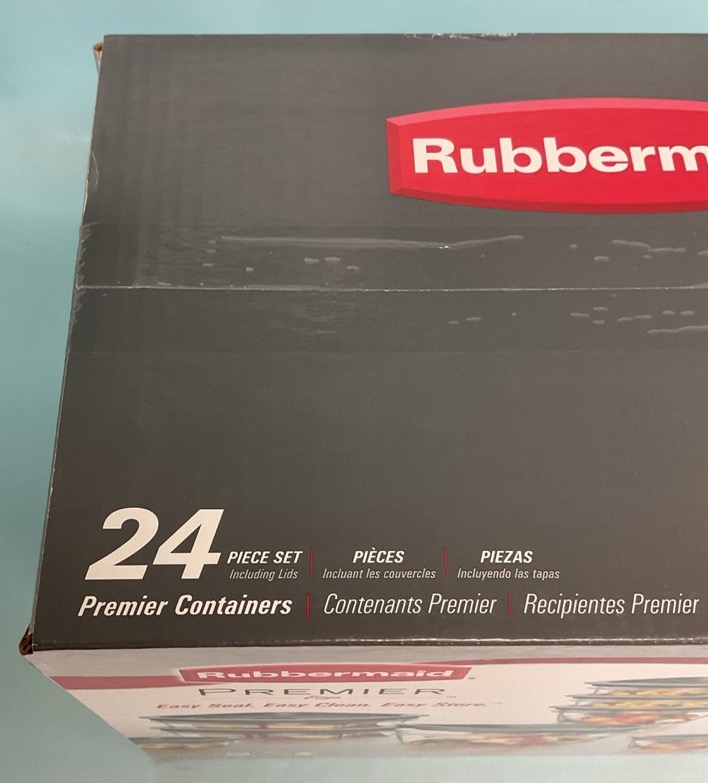 Rubberm
24 PIECE SET PIÈCES PIEZAS
Including Lids Incluant les couvercles Incluyendo las tapas
Premier Containers Contenants Premier Recipientes Premier
Rubbermaid
PREMIER™
Easy Seal. Easy Clean. Easy Store.